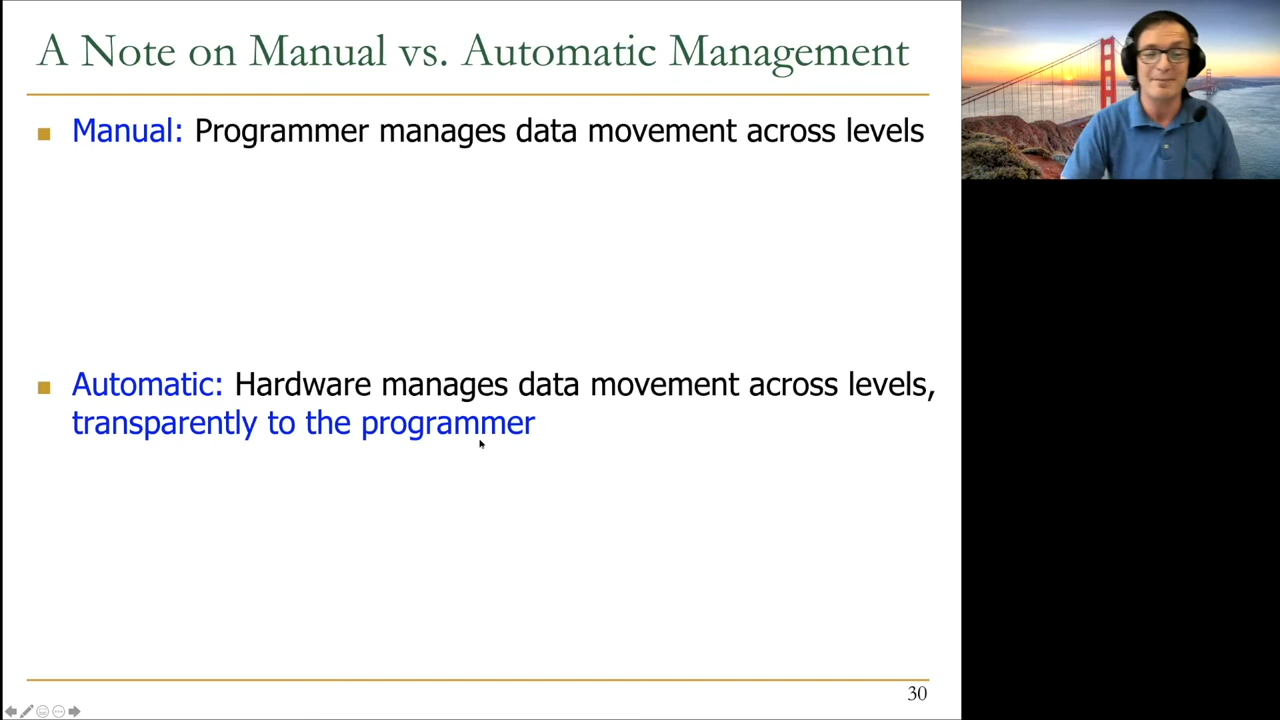 A Note on Manual vs. Automatic Management
Manual: Programmer manages data movement across levels
Automatic: Hardware manages data movement across levels,
transparently to the programmer
30